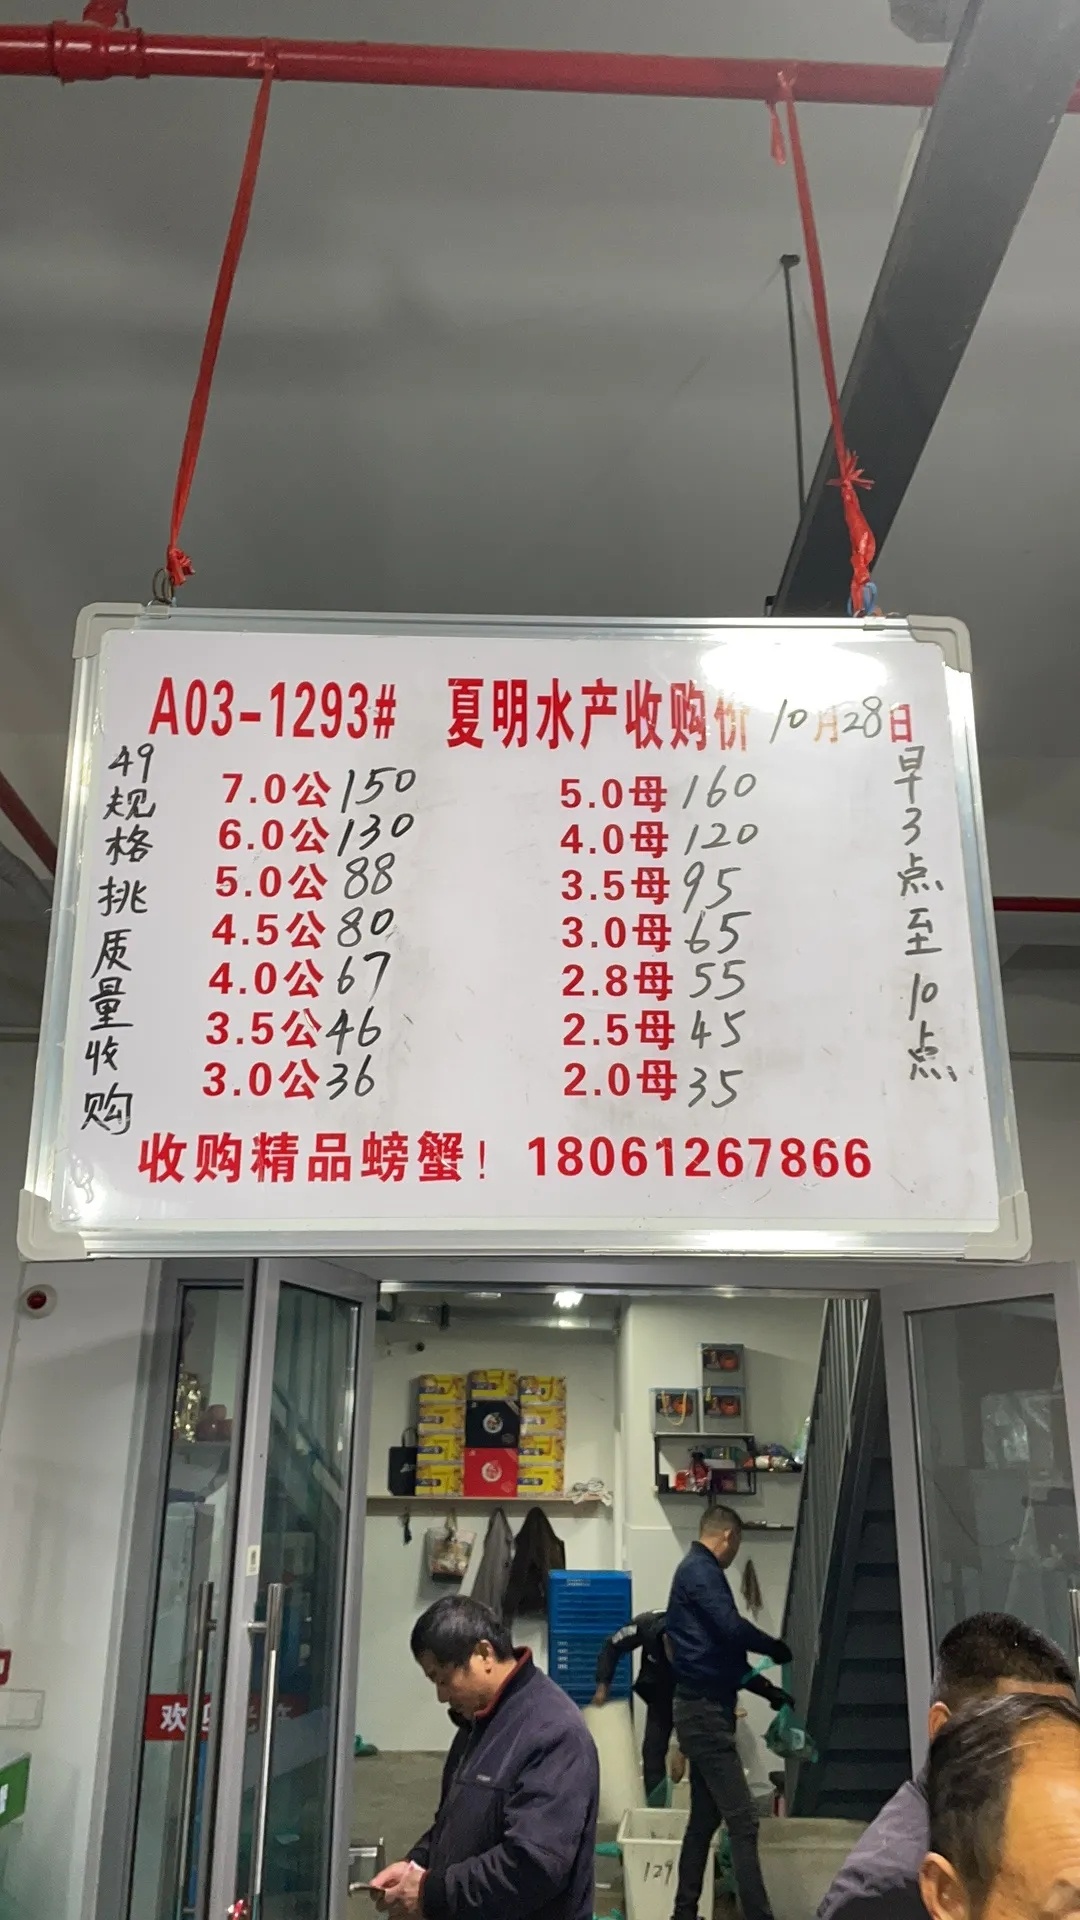 A03-1293# 夏明水产收购价 10月28日
49规格挑质量收购
7.0公 150
6.0公 130
5.0公 88
4.5公 80
4.0公 67
3.5公 46
3.0公 36
5.0母 160
4.0母 120
3.5母 95
3.0母 65
2.8母 55
2.5母 45
2.0母 35
早3点至10点
收购精品螃蟹！ 18061267866
欢
129